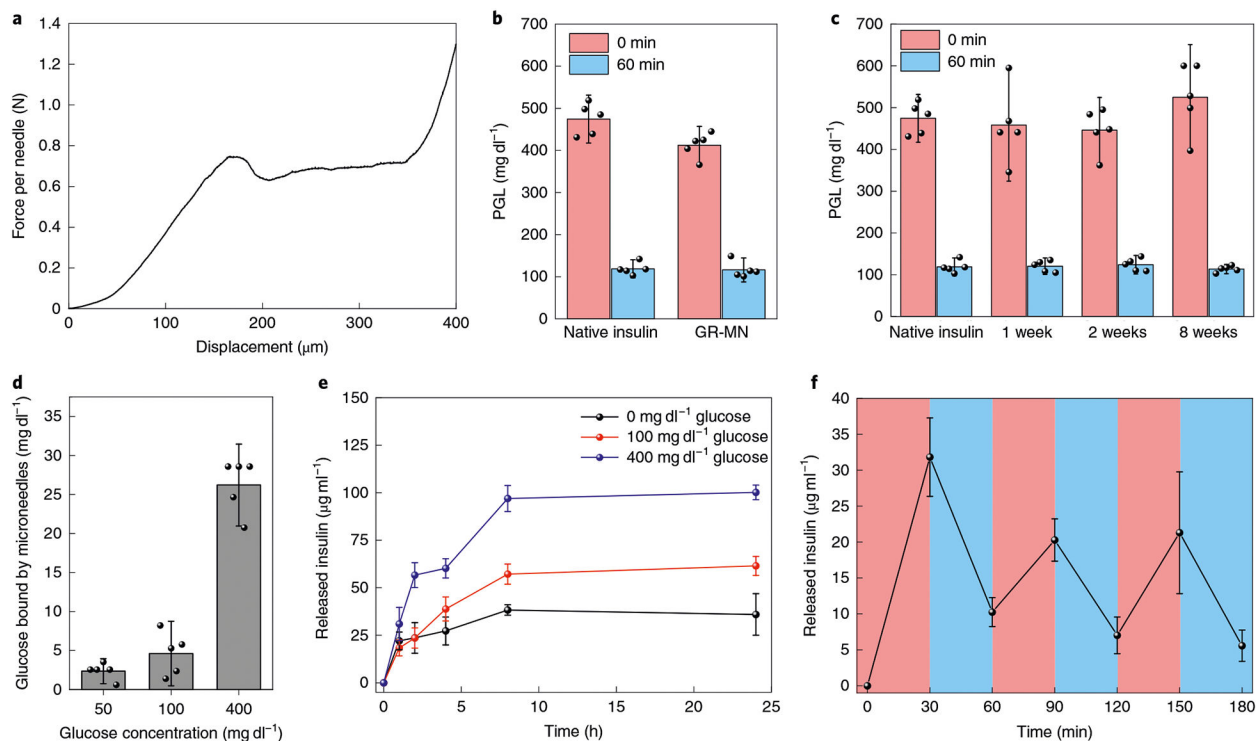 a
Force per needle (N)
1.4
1.2
1.0
0.8
0.6
0.4
0.2
0
0 100 200 300 400
Displacement (μm)
b
PGL (mg dl⁻¹)
700
600
500
400
300
200
100
0
0 min
60 min
Native insulin GR-MN
c
PGL (mg dl⁻¹)
700
600
500
400
300
200
100
0
0 min
60 min
Native insulin 1 week 2 weeks 8 weeks
d
Glucose bound by microneedles (mg dl⁻¹)
35
30
25
20
15
10
5
0
50 100 400
Glucose concentration (mg dl⁻¹)
e
Released insulin (μg ml⁻¹)
150
125
100
75
50
25
0
0 mg dl⁻¹ glucose
100 mg dl⁻¹ glucose
400 mg dl⁻¹ glucose
0 5 10 15 20 25
Time (h)
f
Released insulin (μg ml⁻¹)
40
35
30
25
20
15
10
5
0
0 30 60 90 120 150 180
Time (min)